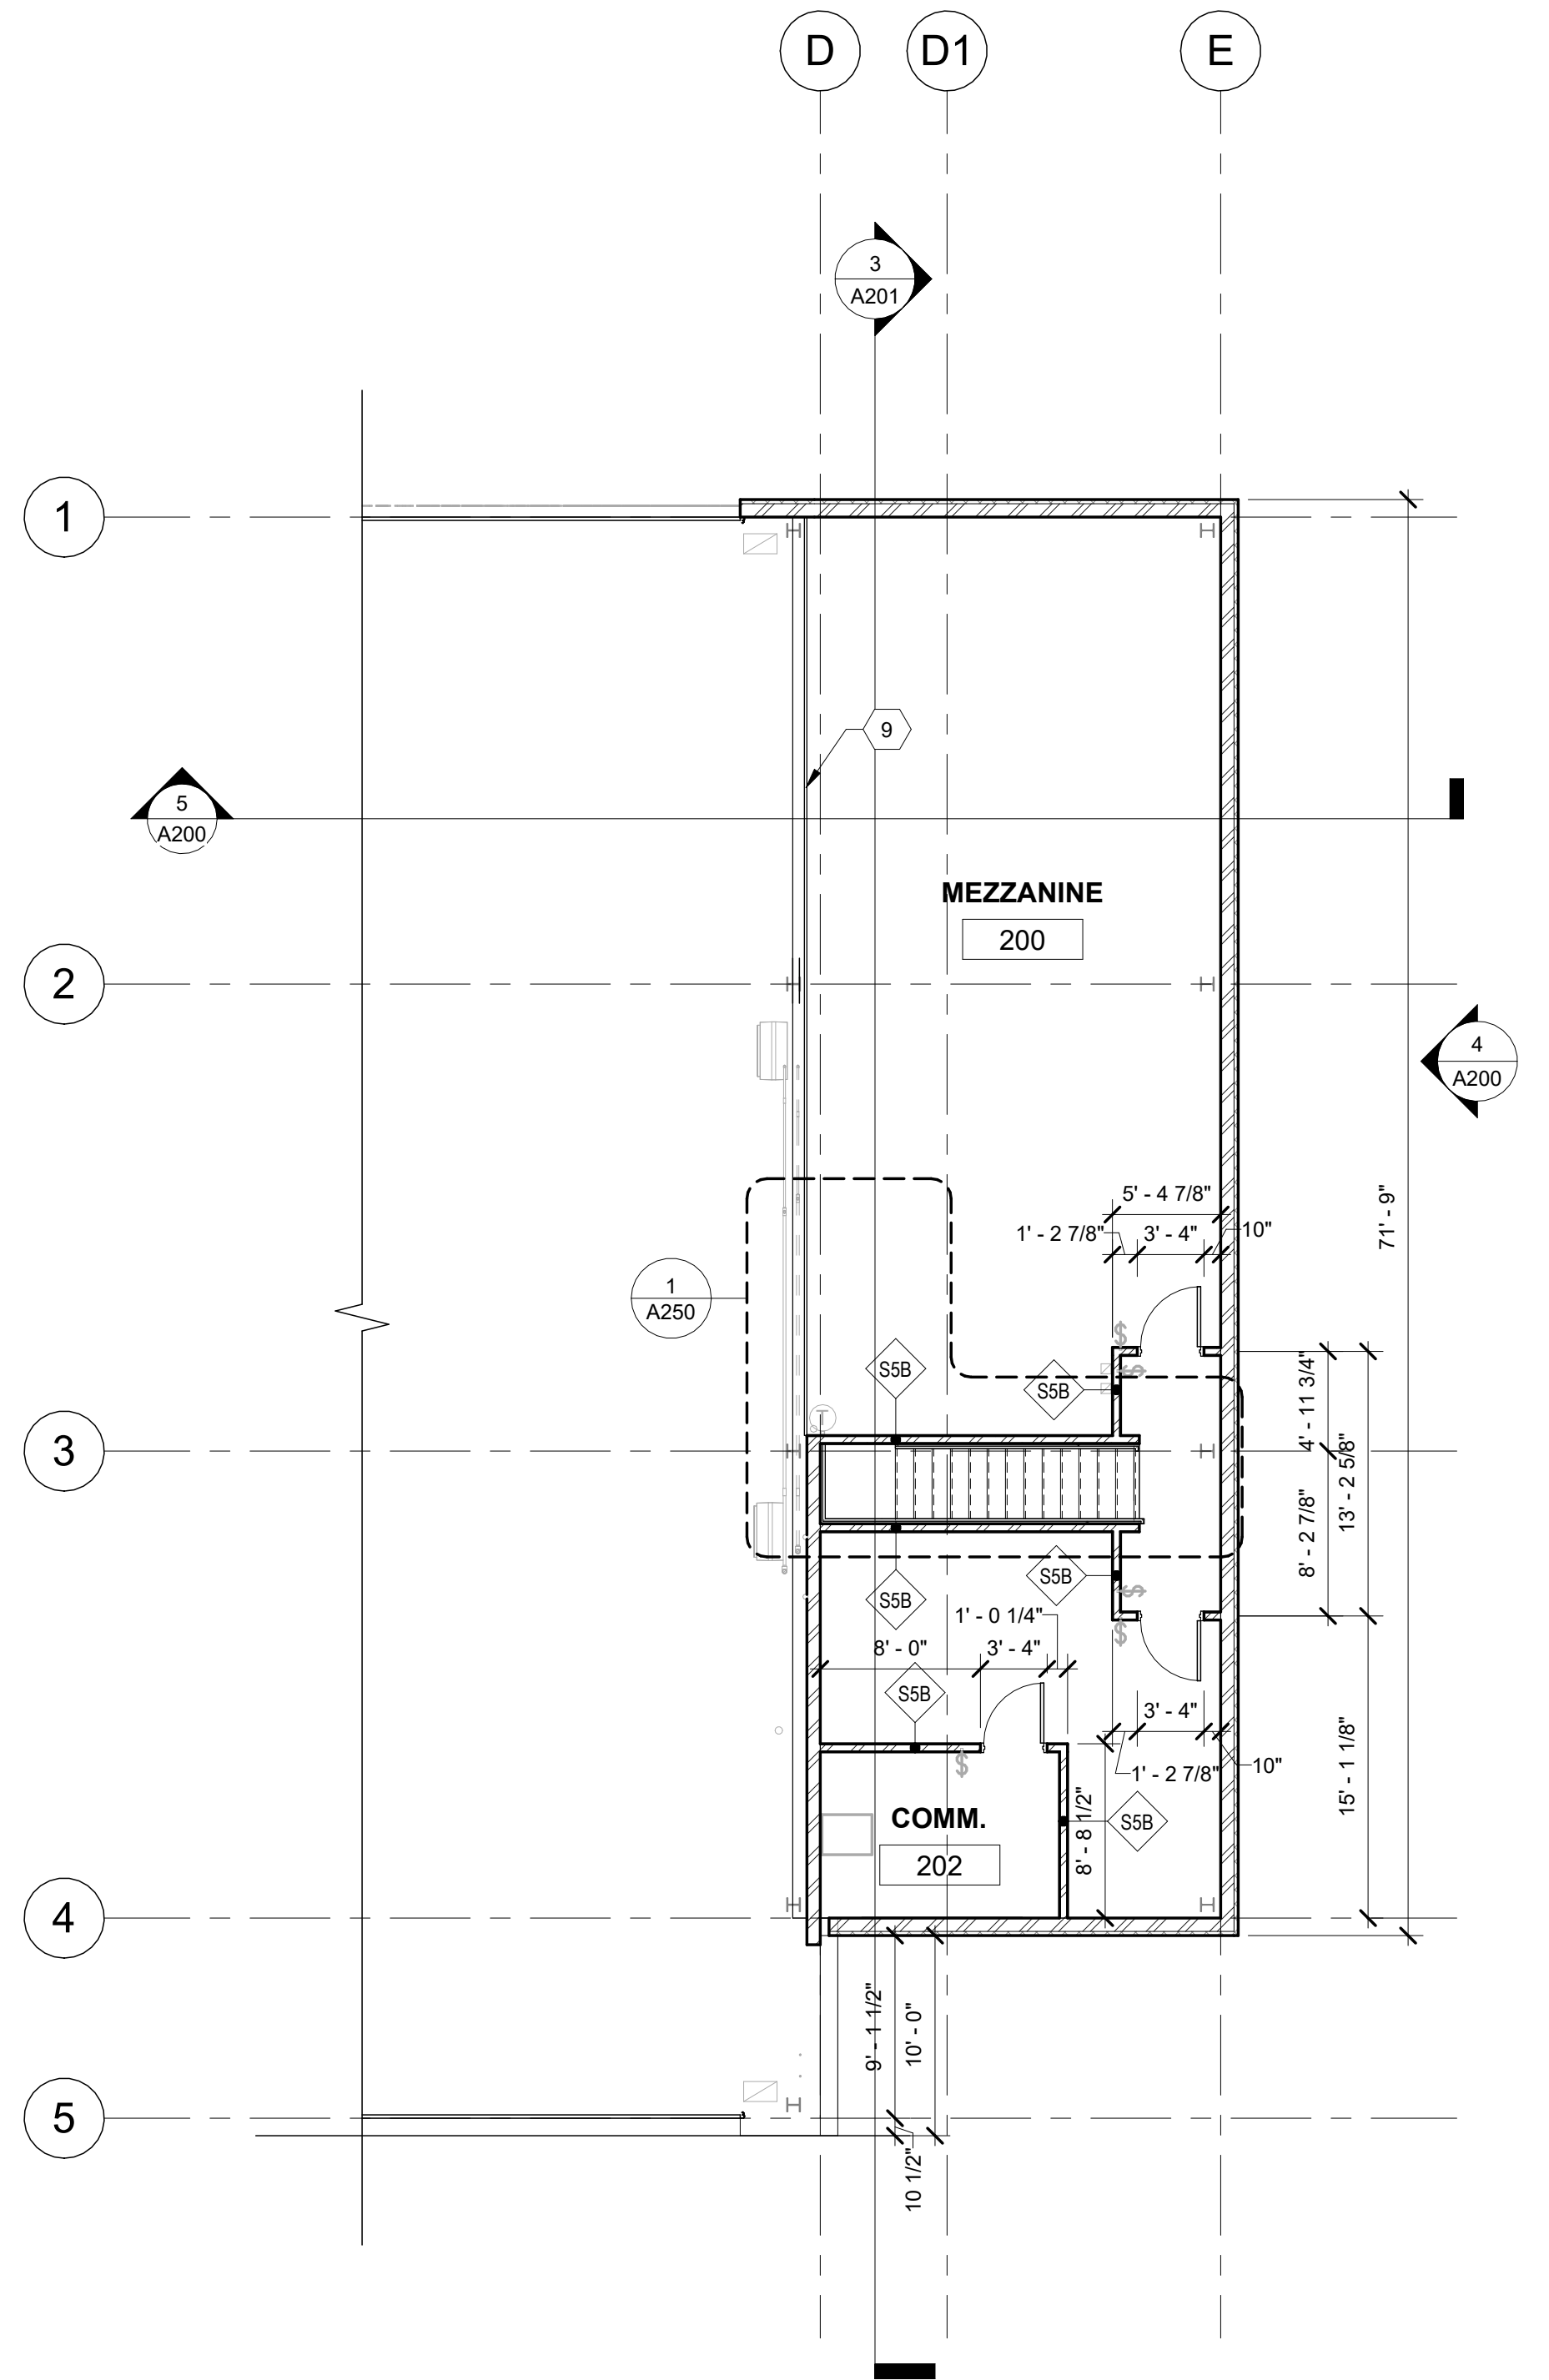 D
D1
E
3
A201
1
9
5
A200
MEZZANINE
200
2
4
A200
5' - 4 7/8"
1' - 2 7/8"
3' - 4"
10"
71' - 9"
1
A250
$
S5B
S5B
$
4' - 11 3/4"
T
3
13' - 2 5/8"
8' - 2 7/8"
S5B
S5B
$
1' - 0 1/4"
$
8' - 0"
3' - 4"
S5B
3' - 4"
$
1' - 2 7/8"
10"
15' - 1 1/8"
COMM.
8' - 8 1/2"
S5B
202
4
9' - 1 1/2"
10' - 0"
5
10 1/2"